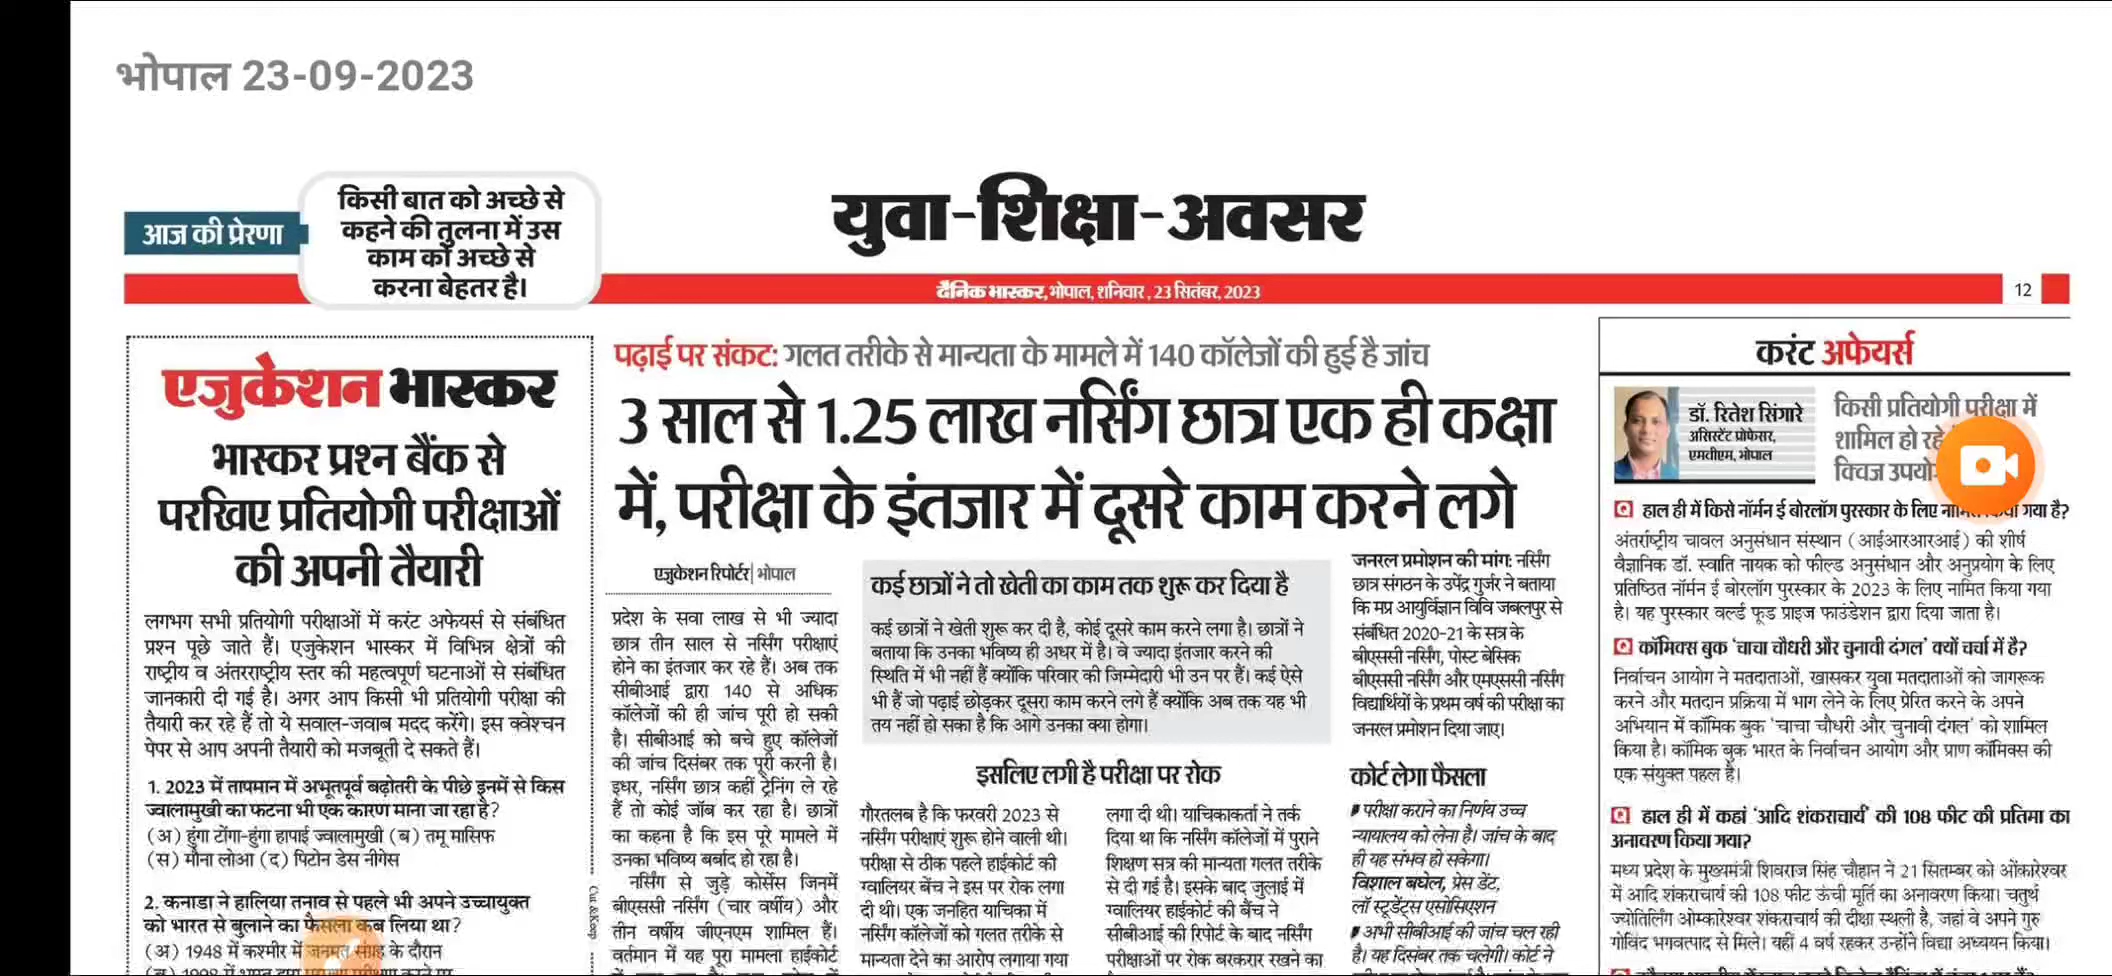 भोपाल 23-09-2023
आज की प्रेरणा
किसी बात को अच्छे से
कहने की तुलना में उस
काम को अच्छे से
करना बेहतर है।
युवा-शिक्षा-अवसर
दैनिक भास्कर, भोपाल, शनिवार, 23 सितंबर, 2023
12
एजुकेशन भास्कर
भास्कर प्रश्न बैंक से
परखिए प्रतियोगी परीक्षाओं
की अपनी तैयारी
लगभग सभी प्रतियोगी परीक्षाओं में करंट अफेयर्स से संबंधित
प्रश्न पूछे जाते हैं। एजुकेशन भास्कर में विभिन्न क्षेत्रों की
राष्ट्रीय व अंतरराष्ट्रीय स्तर की महत्वपूर्ण घटनाओं से संबंधित
जानकारी दी गई है। अगर आप किसी भी प्रतियोगी परीक्षा की
तैयारी कर रहे हैं तो ये सवाल-जवाब मदद करेंगे। इस क्वेश्चन
पेपर से आप अपनी तैयारी को मजबूती दे सकते हैं।
1. 2023 में तापमान में अभूतपूर्व बढ़ोतरी के पीछे इनमें से किस
ज्वालामुखी का फटना भी एक कारण माना जा रहा है?
(अ) हुंगा टोंगा-हुंगा हापाई ज्वालामुखी (ब) तमू मासिफ
(स) मौना लोआ (द) पिटोन डेस नीगेस
2. कनाडा ने हालिया तनाव से पहले भी अपने उच्चायुक्त
को भारत से बुलाने का फैसला कब लिया था?
(अ) 1948 में कश्मीर में जनमत संग्रह के दौरान
Cut & Keep
पढ़ाई पर संकट: गलत तरीके से मान्यता के मामले में 140 कॉलेजों की हुई है जांच
3 साल से 1.25 लाख नर्सिंग छात्र एक ही कक्षा
में, परीक्षा के इंतजार में दूसरे काम करने लगे
एजुकेशन रिपोर्टर | भोपाल
प्रदेश के सवा लाख से भी ज्यादा
छात्र तीन साल से नर्सिंग परीक्षाएं
होने का इंतजार कर रहे हैं। अब तक
सीबीआई द्वारा 140 से अधिक
कॉलेजों की ही जांच पूरी हो सकी
है। सीबीआई को बचे हुए कॉलेजों
की जांच दिसंबर तक पूरी करनी है।
इधर, नर्सिंग छात्र कहीं ट्रेनिंग ले रहे
हैं तो कोई जॉब कर रहा है। छात्रों
का कहना है कि इस पूरे मामले में
उनका भविष्य बर्बाद हो रहा है।
नर्सिंग से जुड़े कोर्सेस जिनमें
बीएससी नर्सिंग (चार वर्षीय) और
तीन वर्षीय जीएनएम शामिल हैं।
वर्तमान में यह पूरा मामला हाईकोर्ट
कई छात्रों ने तो खेती का काम तक शुरू कर दिया है
कई छात्रों ने खेती शुरू कर दी है, कोई दूसरे काम करने लगा है। छात्रों ने
बताया कि उनका भविष्य ही अधर में है। वे ज्यादा इंतजार करने की
स्थिति में भी नहीं हैं क्योंकि परिवार की जिम्मेदारी भी उन पर हैं। कई ऐसे
भी हैं जो पढ़ाई छोड़कर दूसरा काम करने लगे हैं क्योंकि अब तक यह भी
तय नहीं हो सका है कि आगे उनका क्या होगा।
इसलिए लगी है परीक्षा पर रोक
गौरतलब है कि फरवरी 2023 से
नर्सिंग परीक्षाएं शुरू होने वाली थी।
परीक्षा से ठीक पहले हाईकोर्ट की
ग्वालियर बेंच ने इस पर रोक लगा
दी थी। एक जनहित याचिका में
नर्सिंग कॉलेजों को गलत तरीके से
मान्यता देने का आरोप लगाया गया
लगा दी थी। याचिकाकर्ता ने तर्क
दिया था कि नर्सिंग कॉलेजों में पुराने
शिक्षण सत्र की मान्यता गलत तरीके
से दी गई है। इसके बाद जुलाई में
ग्वालियर हाईकोर्ट की बैंच ने
सीबीआई की रिपोर्ट के बाद नर्सिंग
परीक्षाओं पर रोक बरकरार रखने का
जनरल प्रमोशन की मांग: नर्सिंग
छात्र संगठन के उपेंद्र गुर्जर ने बताया
कि मप्र आयुर्विज्ञान विवि जबलपुर से
संबंधित 2020-21 के सत्र के
बीएससी नर्सिंग, पोस्ट बेसिक
बीएससी नर्सिंग और एमएससी नर्सिंग
विद्यार्थियों के प्रथम वर्ष की परीक्षा का
जनरल प्रमोशन दिया जाए।
कोर्ट लेगा फैसला
परीक्षा कराने का निर्णय उच्च
न्यायालय को लेना है। जांच के बाद
ही यह संभव हो सकेगा।
विशाल बघेल, प्रेसिडेंट,
लॉ स्टूडेंट्स एसोसिएशन
अभी सीबीआई की जांच चल रही
है। यह दिसंबर तक चलेगी। कोर्ट ने
करंट अफेयर्स
डॉ. रितेश सिंगारे
असिस्टेंट प्रोफेसर,
एमवीएम, भोपाल
किसी प्रतियोगी परीक्षा में
शामिल हो रहे
क्विज
Q हाल ही में किसे नॉर्मन ई बोरलॉग पुरस्कार के लिए गया है?
अंतर्राष्ट्रीय चावल अनुसंधान संस्थान (आईआरआरआई) की शीर्ष
वैज्ञानिक डॉ. स्वाति नायक को फील्ड अनुसंधान और अनुप्रयोग के लिए
प्रतिष्ठित नॉर्मन ई बोरलॉग पुरस्कार के 2023 के लिए नामित किया गया
है। यह पुरस्कार वर्ल्ड फूड प्राइज फाउंडेशन द्वारा दिया जाता है।
Q कॉमिक्स बुक 'चाचा चौधरी और चुनावी दंगल' क्यों चर्चा में है?
निर्वाचन आयोग ने मतदाताओं, खासकर युवा मतदाताओं को जागरूक
करने और मतदान प्रक्रिया में भाग लेने के लिए प्रेरित करने के अपने
अभियान में कॉमिक बुक 'चाचा चौधरी और चुनावी दंगल' को शामिल
किया है। कॉमिक बुक भारत के निर्वाचन आयोग और प्राण कॉमिक्स की
एक संयुक्त पहल है।
Q हाल ही में कहां 'आदि शंकराचार्य' की 108 फीट की प्रतिमा का
अनावरण किया गया?
मध्य प्रदेश के मुख्यमंत्री शिवराज सिंह चौहान ने 21 सितम्बर को ओंकारेश्वर
में आदि शंकराचार्य की 108 फीट ऊंची मूर्ति का अनावरण किया। चतुर्थ
ज्योतिर्लिंग ओम्कारेश्वर शंकराचार्य की दीक्षा स्थली है, जहां वे अपने गुरु
गोविंद भगवत्पाद से मिले। यहीं 4 वर्ष रहकर उन्होंने विद्या अध्ययन किया।